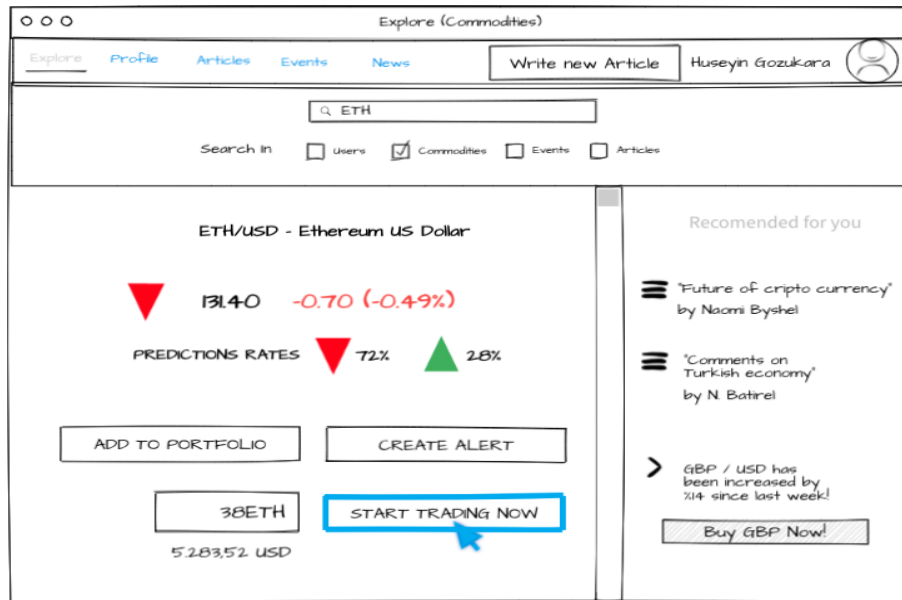 Explore (Commodities)
Explore Profile Articles Events News Write new Article Huseyin Gozukara
ETH
Search In Users Commodities Events Articles
ETH/USD - Ethereum US Dollar
131.40 -0.70 (-0.49%)
PREDICTIONS RATES 72% 28%
ADD TO PORTFOLIO CREATE ALERT
38ETH START TRADING NOW
5.283,52 USD
Recomended for you
"Future of cripto currency"
by Naomi Byshel
"Comments on
Turkish economy"
by N. Batirel
GBP / USD has
been increased by
%14 since last week!
Buy GBP Now!